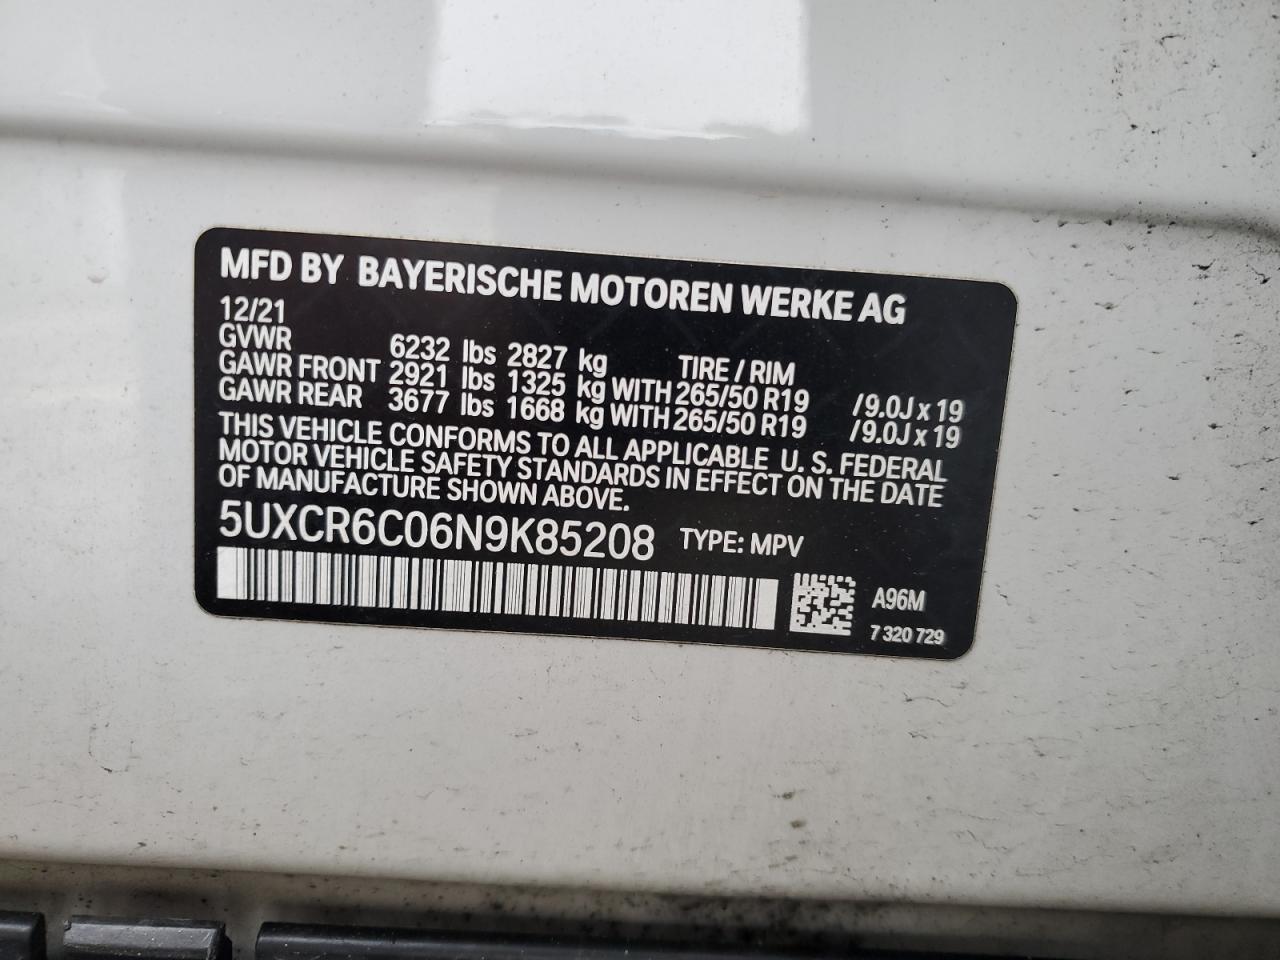 MFD BY BAYERISCHE MOTOREN WERKE AG
12/21
GVWR 6232 lbs 2827 kg TIRE / RIM
GAWR FRONT 2921 lbs 1325 kg WITH 265/50 R19 /9.0J x 19
GAWR REAR 3677 lbs 1668 kg WITH 265/50 R19 /9.0J x 19
THIS VEHICLE CONFORMS TO ALL APPLICABLE U. S. FEDERAL
MOTOR VEHICLE SAFETY STANDARDS IN EFFECT ON THE DATE
OF MANUFACTURE SHOWN ABOVE.
5UXCR6C06N9K85208 TYPE: MPV
A96M
7 320 729